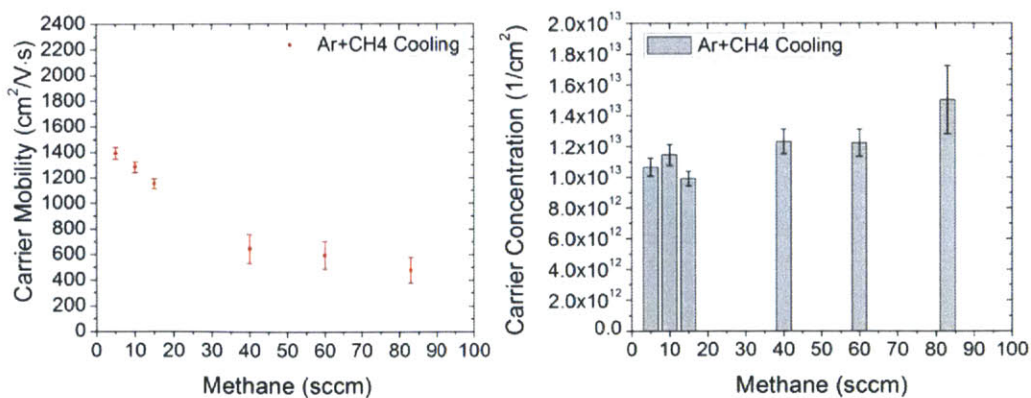 2400
2200
2000
1800
1600
1400
1200
1000
800
600
400
200
0
Carrier Mobility (cm²/V·s)
Ar+CH4 Cooling
0 10 20 30 40 50 60 70 80 90 100
Methane (sccm)
2.0x10¹³
1.8x10¹³
1.6x10¹³
1.4x10¹³
1.2x10¹³
1.0x10¹³
8.0x10¹²
6.0x10¹²
4.0x10¹²
2.0x10¹²
0.0
Carrier Concentration (1/cm²)
Ar+CH4 Cooling
0 10 20 30 40 50 60 70 80 90 100
Methane (sccm)